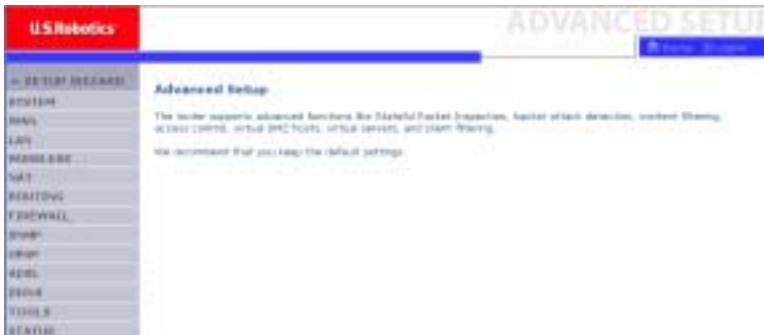 U.S.Robotics
ADVANCED SETUP
Home
SETUP WIZARD
SYSTEM
WAN
LAN
WIRELESS
NAT
ROUTING
FIREWALL
SNMP
UPnP
ADSL
DDNS
TOOLS
STATUS
Advanced Setup
The router supports advanced functions like Stateful Packet Inspection, hacker attack detection, content filtering,
access control, virtual DMZ hosts, virtual servers, and client filtering.
We recommend that you keep the default settings.